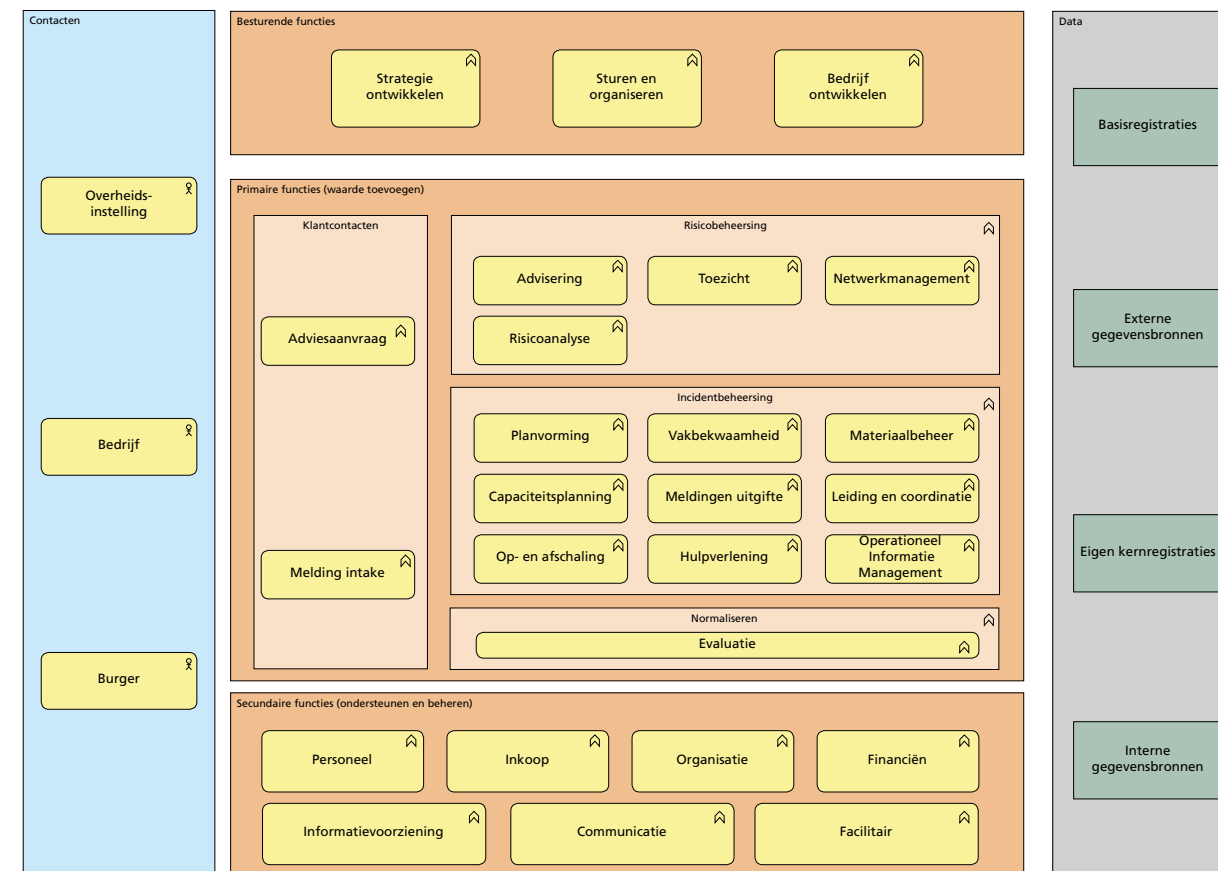 Contacten
Overheids-
instelling
Bedrijf
Burger
Besturende functies
Strategie
ontwikkelen
Sturen en
organiseren
Bedrijf
ontwikkelen
Primaire functies (waarde toevoegen)
Klantcontacten
Adviesaanvraag
Melding intake
Risicobeheersing
Advisering
Toezicht
Netwerkmanagement
Risicoanalyse
Incidentbeheersing
Planvorming
Vakbekwaamheid
Materiaalbeheer
Capaciteitsplanning
Meldingen uitgifte
Leiding en coordinatie
Op- en afschaling
Hulpverlening
Operationeel
Informatie
Management
Normaliseren
Evaluatie
Secundaire functies (ondersteunen en beheren)
Personeel
Inkoop
Organisatie
Financiën
Informatievoorziening
Communicatie
Facilitair
Data
Basisregistraties
Externe
gegevensbronnen
Eigen kernregistraties
Interne
gegevensbronnen